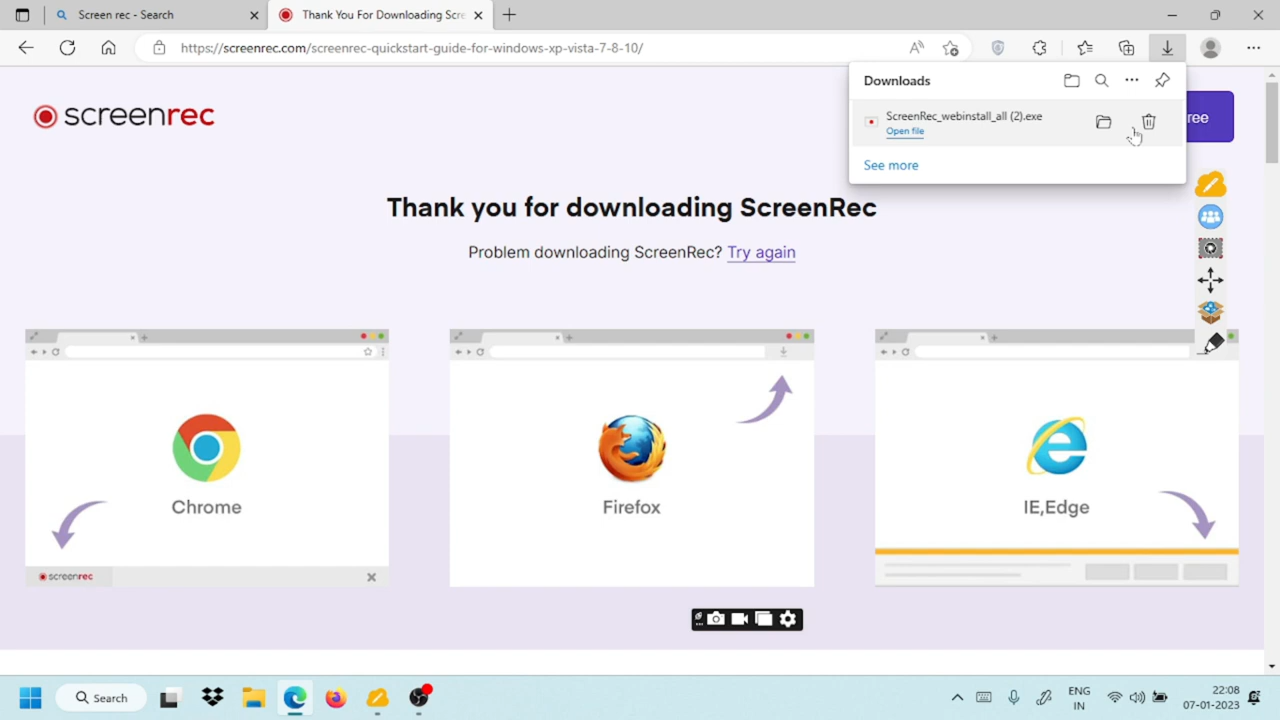 Screen rec - Search
Thank You For Downloading Scre
https://screenrec.com/screenrec-quickstart-guide-for-windows-xp-vista-7-8-10/
Downloads
ScreenRec_webinstall_all (2).exe
Open file
See more
screenrec
ree
Thank you for downloading ScreenRec
Problem downloading ScreenRec? Try again
Chrome
Firefox
IE,Edge
screenrec
Search
ENG
IN
22:08
07-01-2023